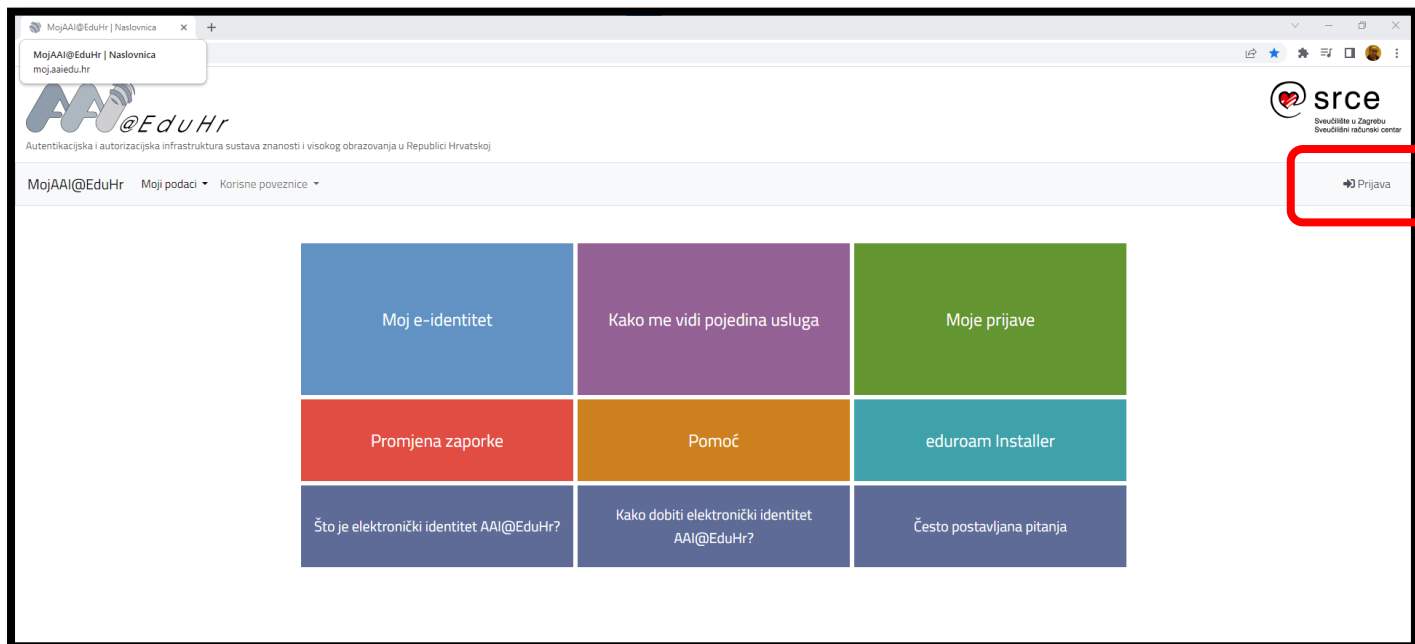 MojAAI@EduHr | Naslovnica
MojAAI@EduHr | Naslovnica
moj.aaiedu.hr
AAI@EduHr
Autentikacijska i autorizacijska infrastruktura sustava znanosti i visokog obrazovanja u Republici Hrvatskoj
srce
Sveučilište u Zagrebu
Sveučilišni računski centar
MojAAI@EduHr Moji podaci Korisne poveznice Prijava
Moj e-identitet
Kako me vidi pojedina usluga
Moje prijave
Promjena zaporke
Pomoć
eduroam Installer
Što je elektronički identitet AAI@EduHr?
Kako dobiti elektronički identitet
AAI@EduHr?
Često postavljana pitanja